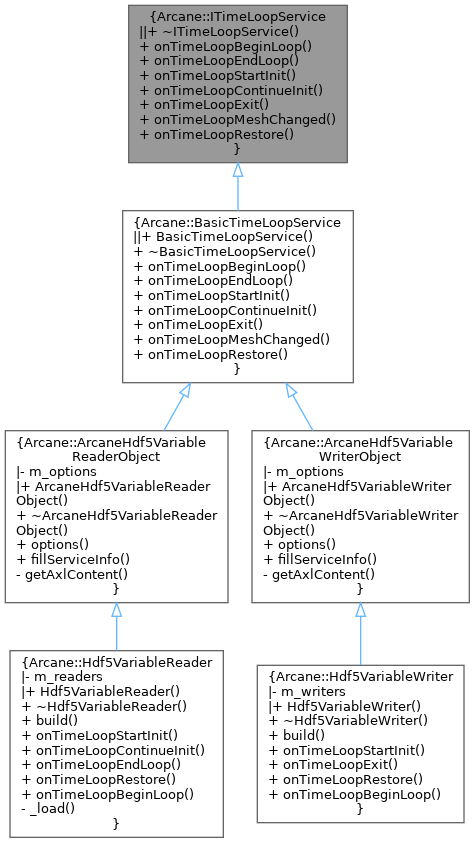 {Arcane::ITimeLoopService
||+ ~ITimeLoopService()
+ onTimeLoopBeginLoop()
+ onTimeLoopEndLoop()
+ onTimeLoopStartInit()
+ onTimeLoopContinueInit()
+ onTimeLoopExit()
+ onTimeLoopMeshChanged()
+ onTimeLoopRestore()
}
{Arcane::BasicTimeLoopService
||+ BasicTimeLoopService()
+ ~BasicTimeLoopService()
+ onTimeLoopBeginLoop()
+ onTimeLoopEndLoop()
+ onTimeLoopStartInit()
+ onTimeLoopContinueInit()
+ onTimeLoopExit()
+ onTimeLoopMeshChanged()
+ onTimeLoopRestore()
}
{Arcane::ArcaneHdf5Variable
ReaderObject
|- m_options
|+ ArcaneHdf5VariableReader
Object()
+ ~ArcaneHdf5VariableReader
Object()
+ options()
+ fillServiceInfo()
- getAxlContent()
}
{Arcane::ArcaneHdf5Variable
WriterObject
|- m_options
|+ ArcaneHdf5VariableWriter
Object()
+ ~ArcaneHdf5VariableWriter
Object()
+ options()
+ fillServiceInfo()
- getAxlContent()
}
{Arcane::Hdf5VariableReader
|- m_readers
|+ Hdf5VariableReader()
+ ~Hdf5VariableReader()
+ build()
+ onTimeLoopStartInit()
+ onTimeLoopContinueInit()
+ onTimeLoopEndLoop()
+ onTimeLoopRestore()
+ onTimeLoopBeginLoop()
- _load()
}
{Arcane::Hdf5VariableWriter
|- m_writers
|+ Hdf5VariableWriter()
+ ~Hdf5VariableWriter()
+ build()
+ onTimeLoopStartInit()
+ onTimeLoopExit()
+ onTimeLoopRestore()
+ onTimeLoopBeginLoop()
}